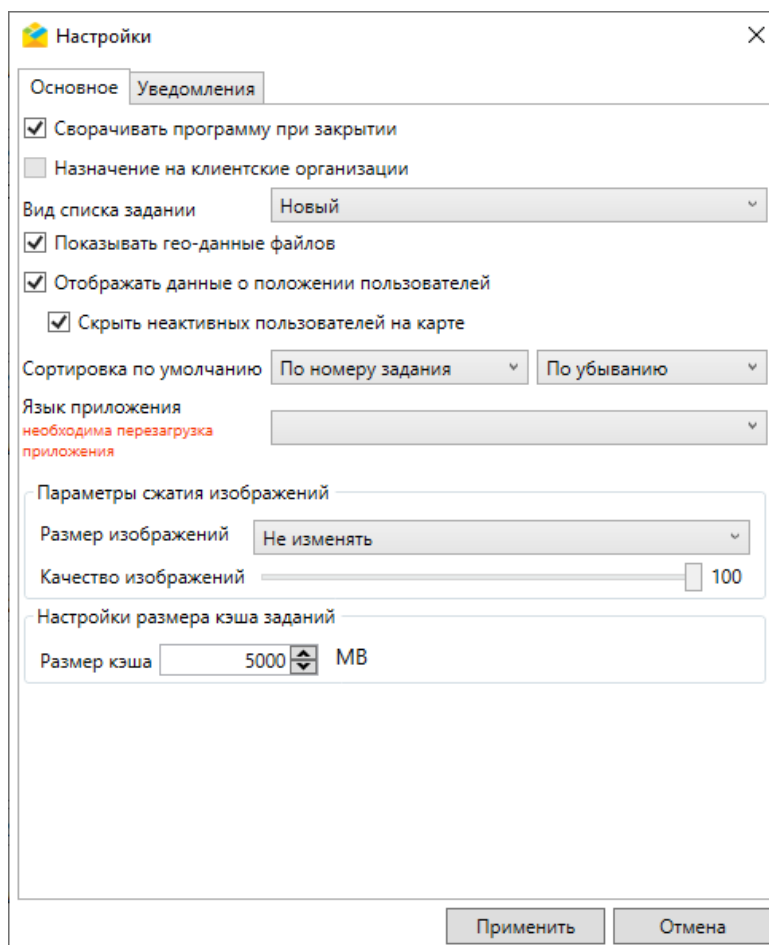 Настройки
Основное Уведомления
Сворачивать программу при закрытии
Назначение на клиентские организации
Вид списка задании Новый
Показывать гео-данные файлов
Отображать данные о положении пользователей
Скрыть неактивных пользователей на карте
Сортировка по умолчанию По номеру задания По убыванию
Язык приложения
необходима перезагрузка
приложения
Параметры сжатия изображений
Размер изображений Не изменять
Качество изображений 100
Настройки размера кэша заданий
Размер кэша 5000 MB
Применить Отмена